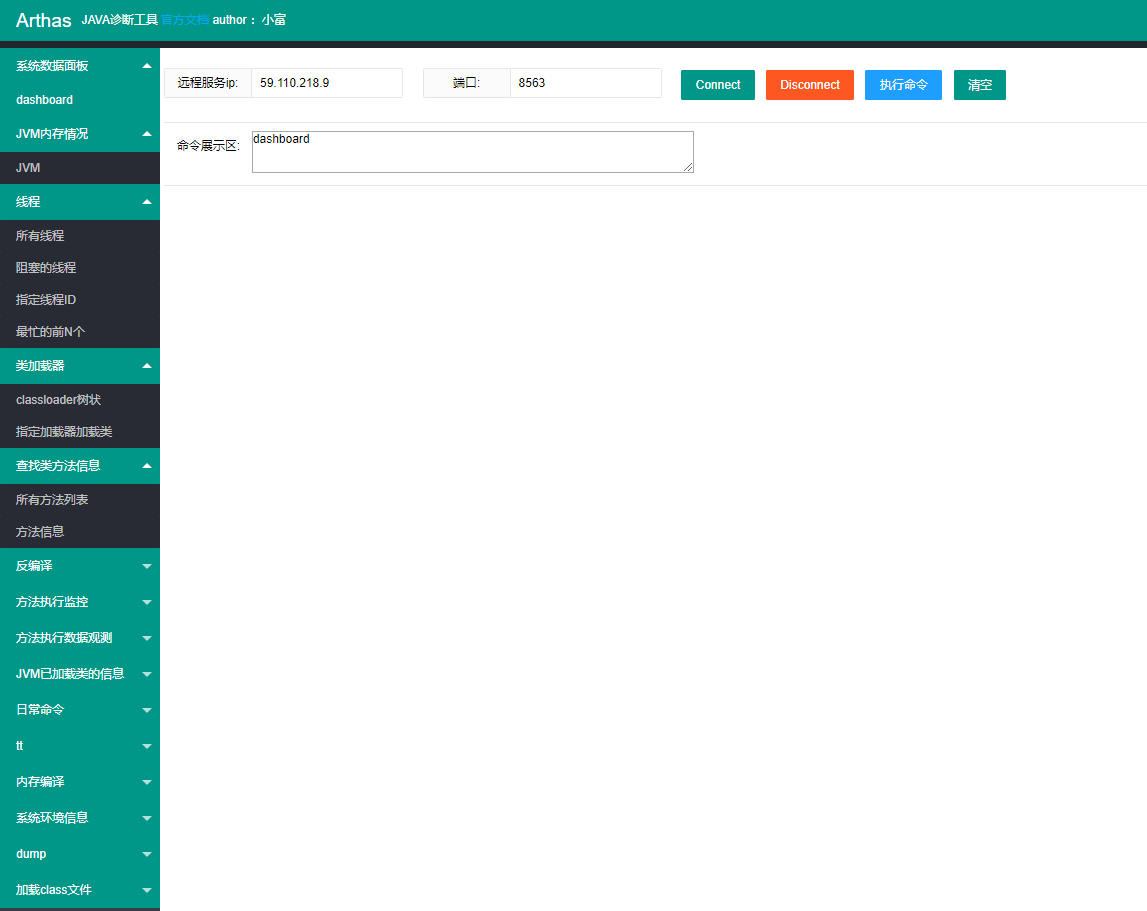 Arthas JAVA诊断工具 官方文档 author： 小富
系统数据面板
dashboard
JVM内存情况
JVM
线程
所有线程
阻塞的线程
指定线程ID
最忙的前N个
类加载器
classloader树状
指定加载器加载类
查找类方法信息
所有方法列表
方法信息
反编译
方法执行监控
方法执行数据观测
JVM已加载类的信息
日常命令
tt
内存编译
系统环境信息
dump
加载class文件
远程服务ip: 59.110.218.9 端口: 8563 Connect Disconnect 执行命令 清空
命令展示区: dashboard